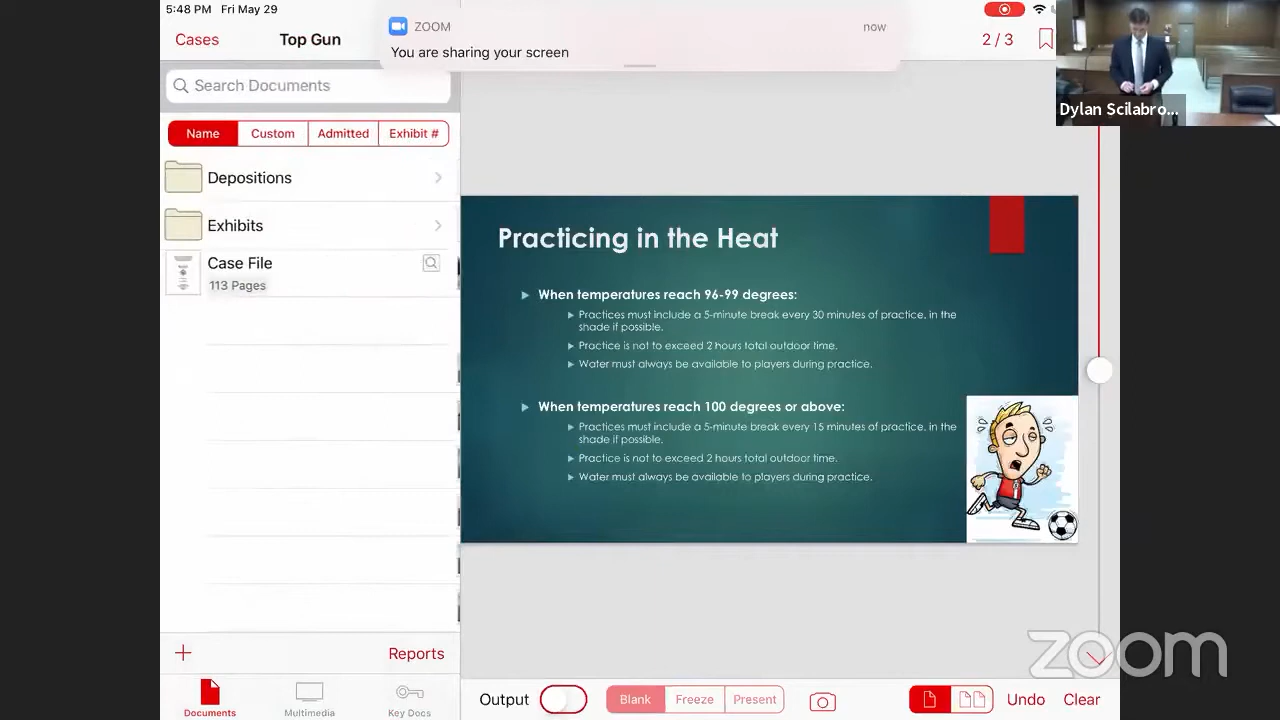 5:48 PM Fri May 29
ZOOM
now
You are sharing your screen
Cases
Top Gun
2 / 3
Dylan Scilabro...
Search Documents
Name
Custom
Admitted
Exhibit #
Depositions
Exhibits
Case File
113 Pages
Practicing in the Heat
When temperatures reach 96-99 degrees:
Practices must include a 5-minute break every 30 minutes of practice, in the
shade if possible.
Practice is not to exceed 2 hours total outdoor time.
Water must always be available to players during practice.
When temperatures reach 100 degrees or above:
Practices must include a 5-minute break every 15 minutes of practice, in the
shade if possible.
Practice is not to exceed 2 hours total outdoor time.
Water must always be available to players during practice.
Reports
Documents
Multimedia
Key Docs
Output
Blank
Freeze
Present
Undo
Clear
zoom